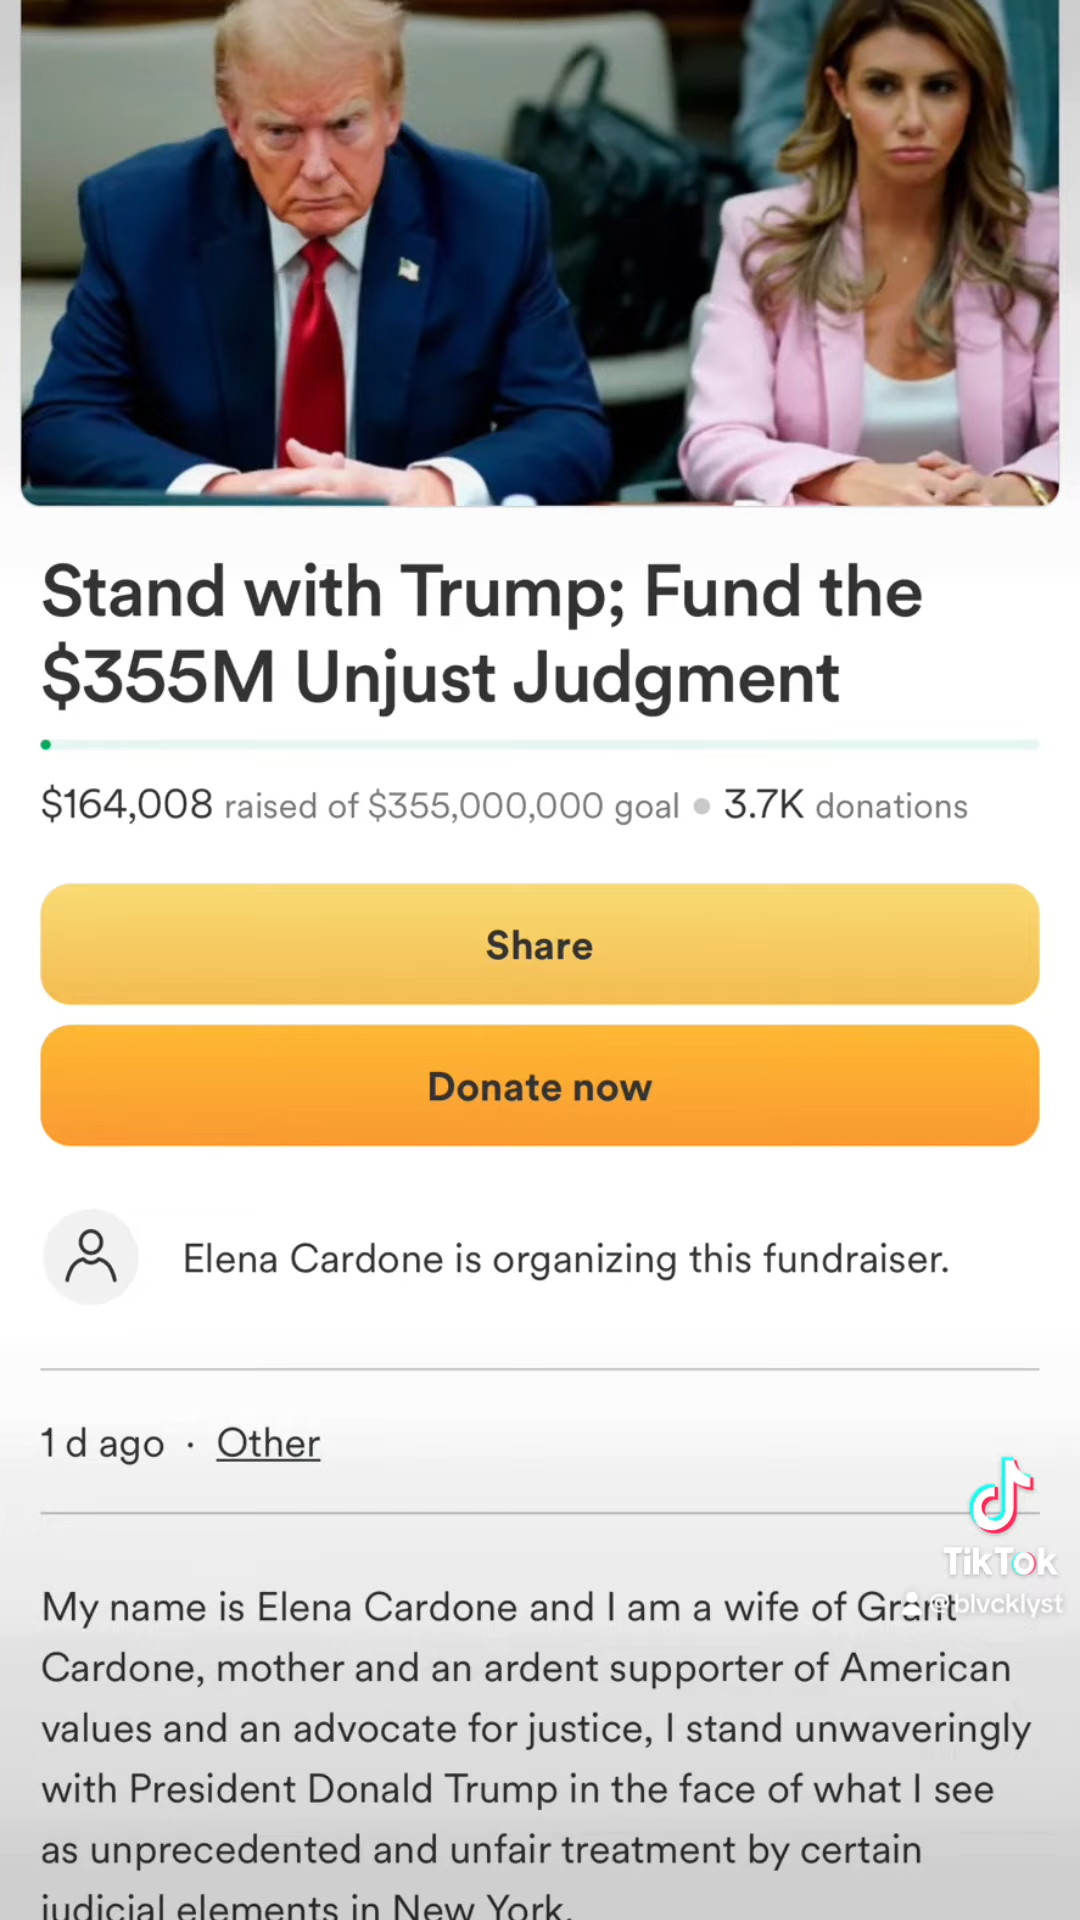 Stand with Trump; Fund the
$355M Unjust Judgment
$164,008 raised of $355,000,000 goal • 3.7K donations
Share
Donate now
Elena Cardone is organizing this fundraiser.
1 d ago · Other
TikTok
@blvcklyst
My name is Elena Cardone and I am a wife of Grant
Cardone, mother and an ardent supporter of American
values and an advocate for justice, I stand unwaveringly
with President Donald Trump in the face of what I see
as unprecedented and unfair treatment by certain
judicial elements in New York.